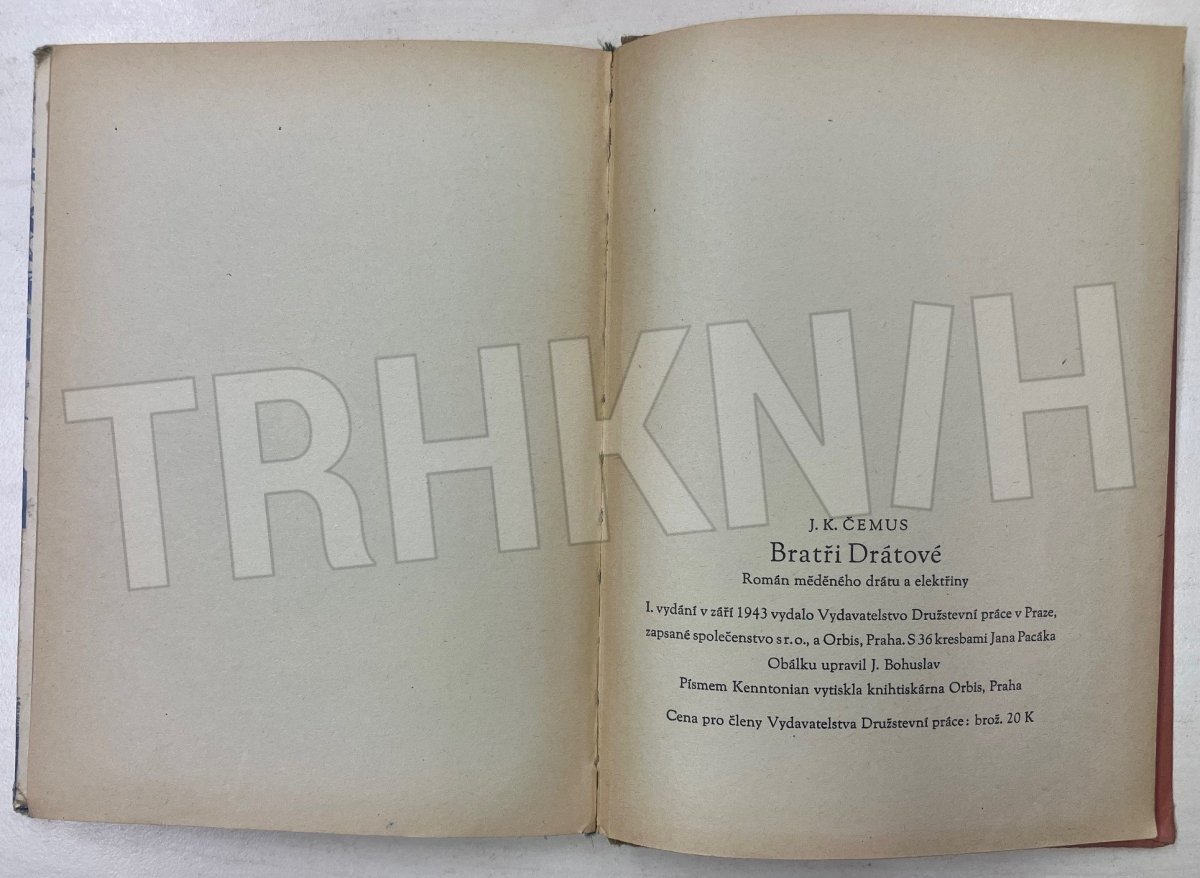 TRHKNIH
J. K. ČEMUS
Bratři Drátové
Román měděného drátu a elektřiny
I. vydání v září 1943 vydalo Vydavatelstvo Družstevní práce v Praze,
zapsané společenstvo s r. o., a Orbis, Praha. S 36 kresbami Jana Pacáka
Obálku upravil J. Bohuslav
Písmem Kenntonian vytiskla knihtiskárna Orbis, Praha
Cena pro členy Vydavatelstva Družstevní práce: brož. 20 K